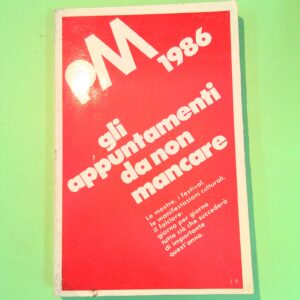 M 1986
gli
appuntamenti
da non
mancare
Le mostre, i festival,
le manifestazioni culturali,
il folclore:
giorno per giorno
tutto ciò che succederà
di importante
quest'anno.